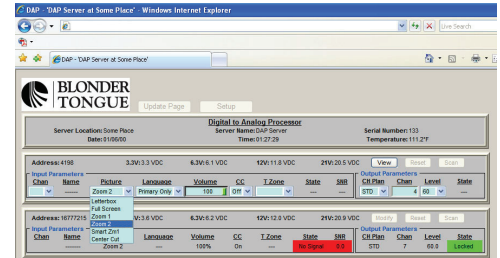 DAP - 'DAP Server at Some Place' - Windows Internet Explorer
Live Search
DAP - 'DAP Server at Some Place'
BLONDER
TONGUE
Update Page Setup
Digital to Analog Processor
Server Location: Some Place Server Name: DAP Server Serial Number: 133
Date: 01/06/00 Time: 01:27:29 Temperature: 111.2°F
Address: 4198 3.3V: 3.3 VDC 6.3V: 6.1 VDC 12V: 11.8 VDC 21V: 20.5 VDC View Reset Scan
Input Parameters Output Parameters
Chan Name Picture Language Volume CC T.Zone State SNR CH Plan Chan Level State
---- Zoom 2 Primary Only 100 Off --- --- STD 4 60 ---
Letterbox
Full Screen
Zoom 1
Zoom 2
Smart Zm1
Center Cut
Address: 16777215 V: 3.6 VDC 6.3V: 6.2 VDC 12V: 12.0 VDC 21V: 20.9 VDC Modify Reset Scan
Input Parameters Output Parameters
Chan Name Language Volume CC T.Zone State SNR CH Plan Chan Level State
---- Zoom 2 --- 100% On --- No Signal 0.0 STD 7 60.0 Locked